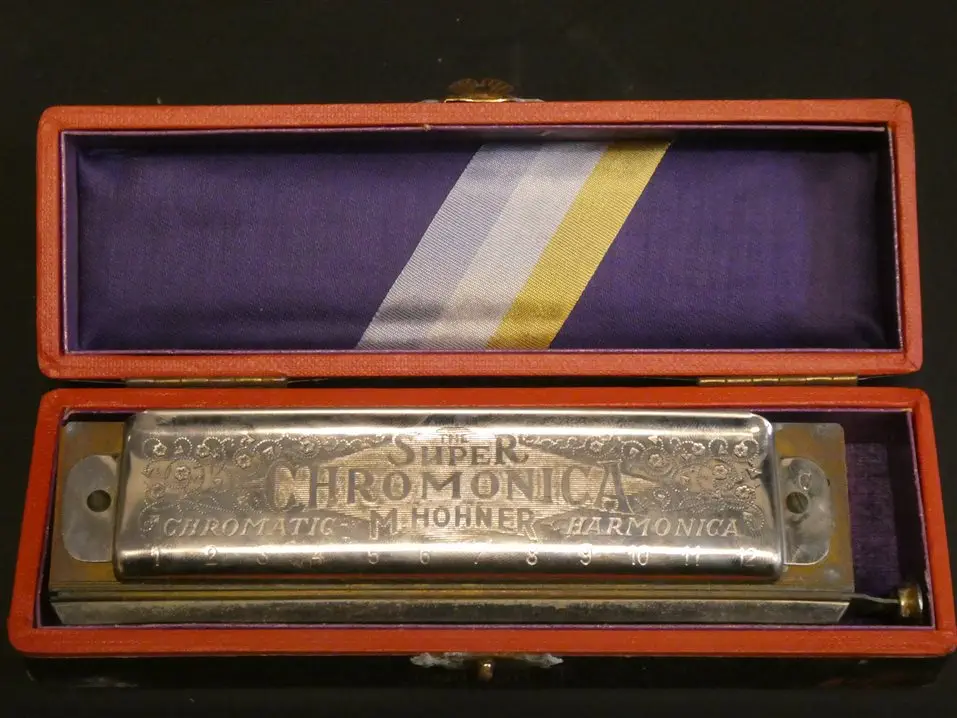 THE
SUPER
CHROMONICA
CHROMATIC M. HOHNER HARMONICA
1 2 3 4 5 6 7 8 9 10 11 12
C